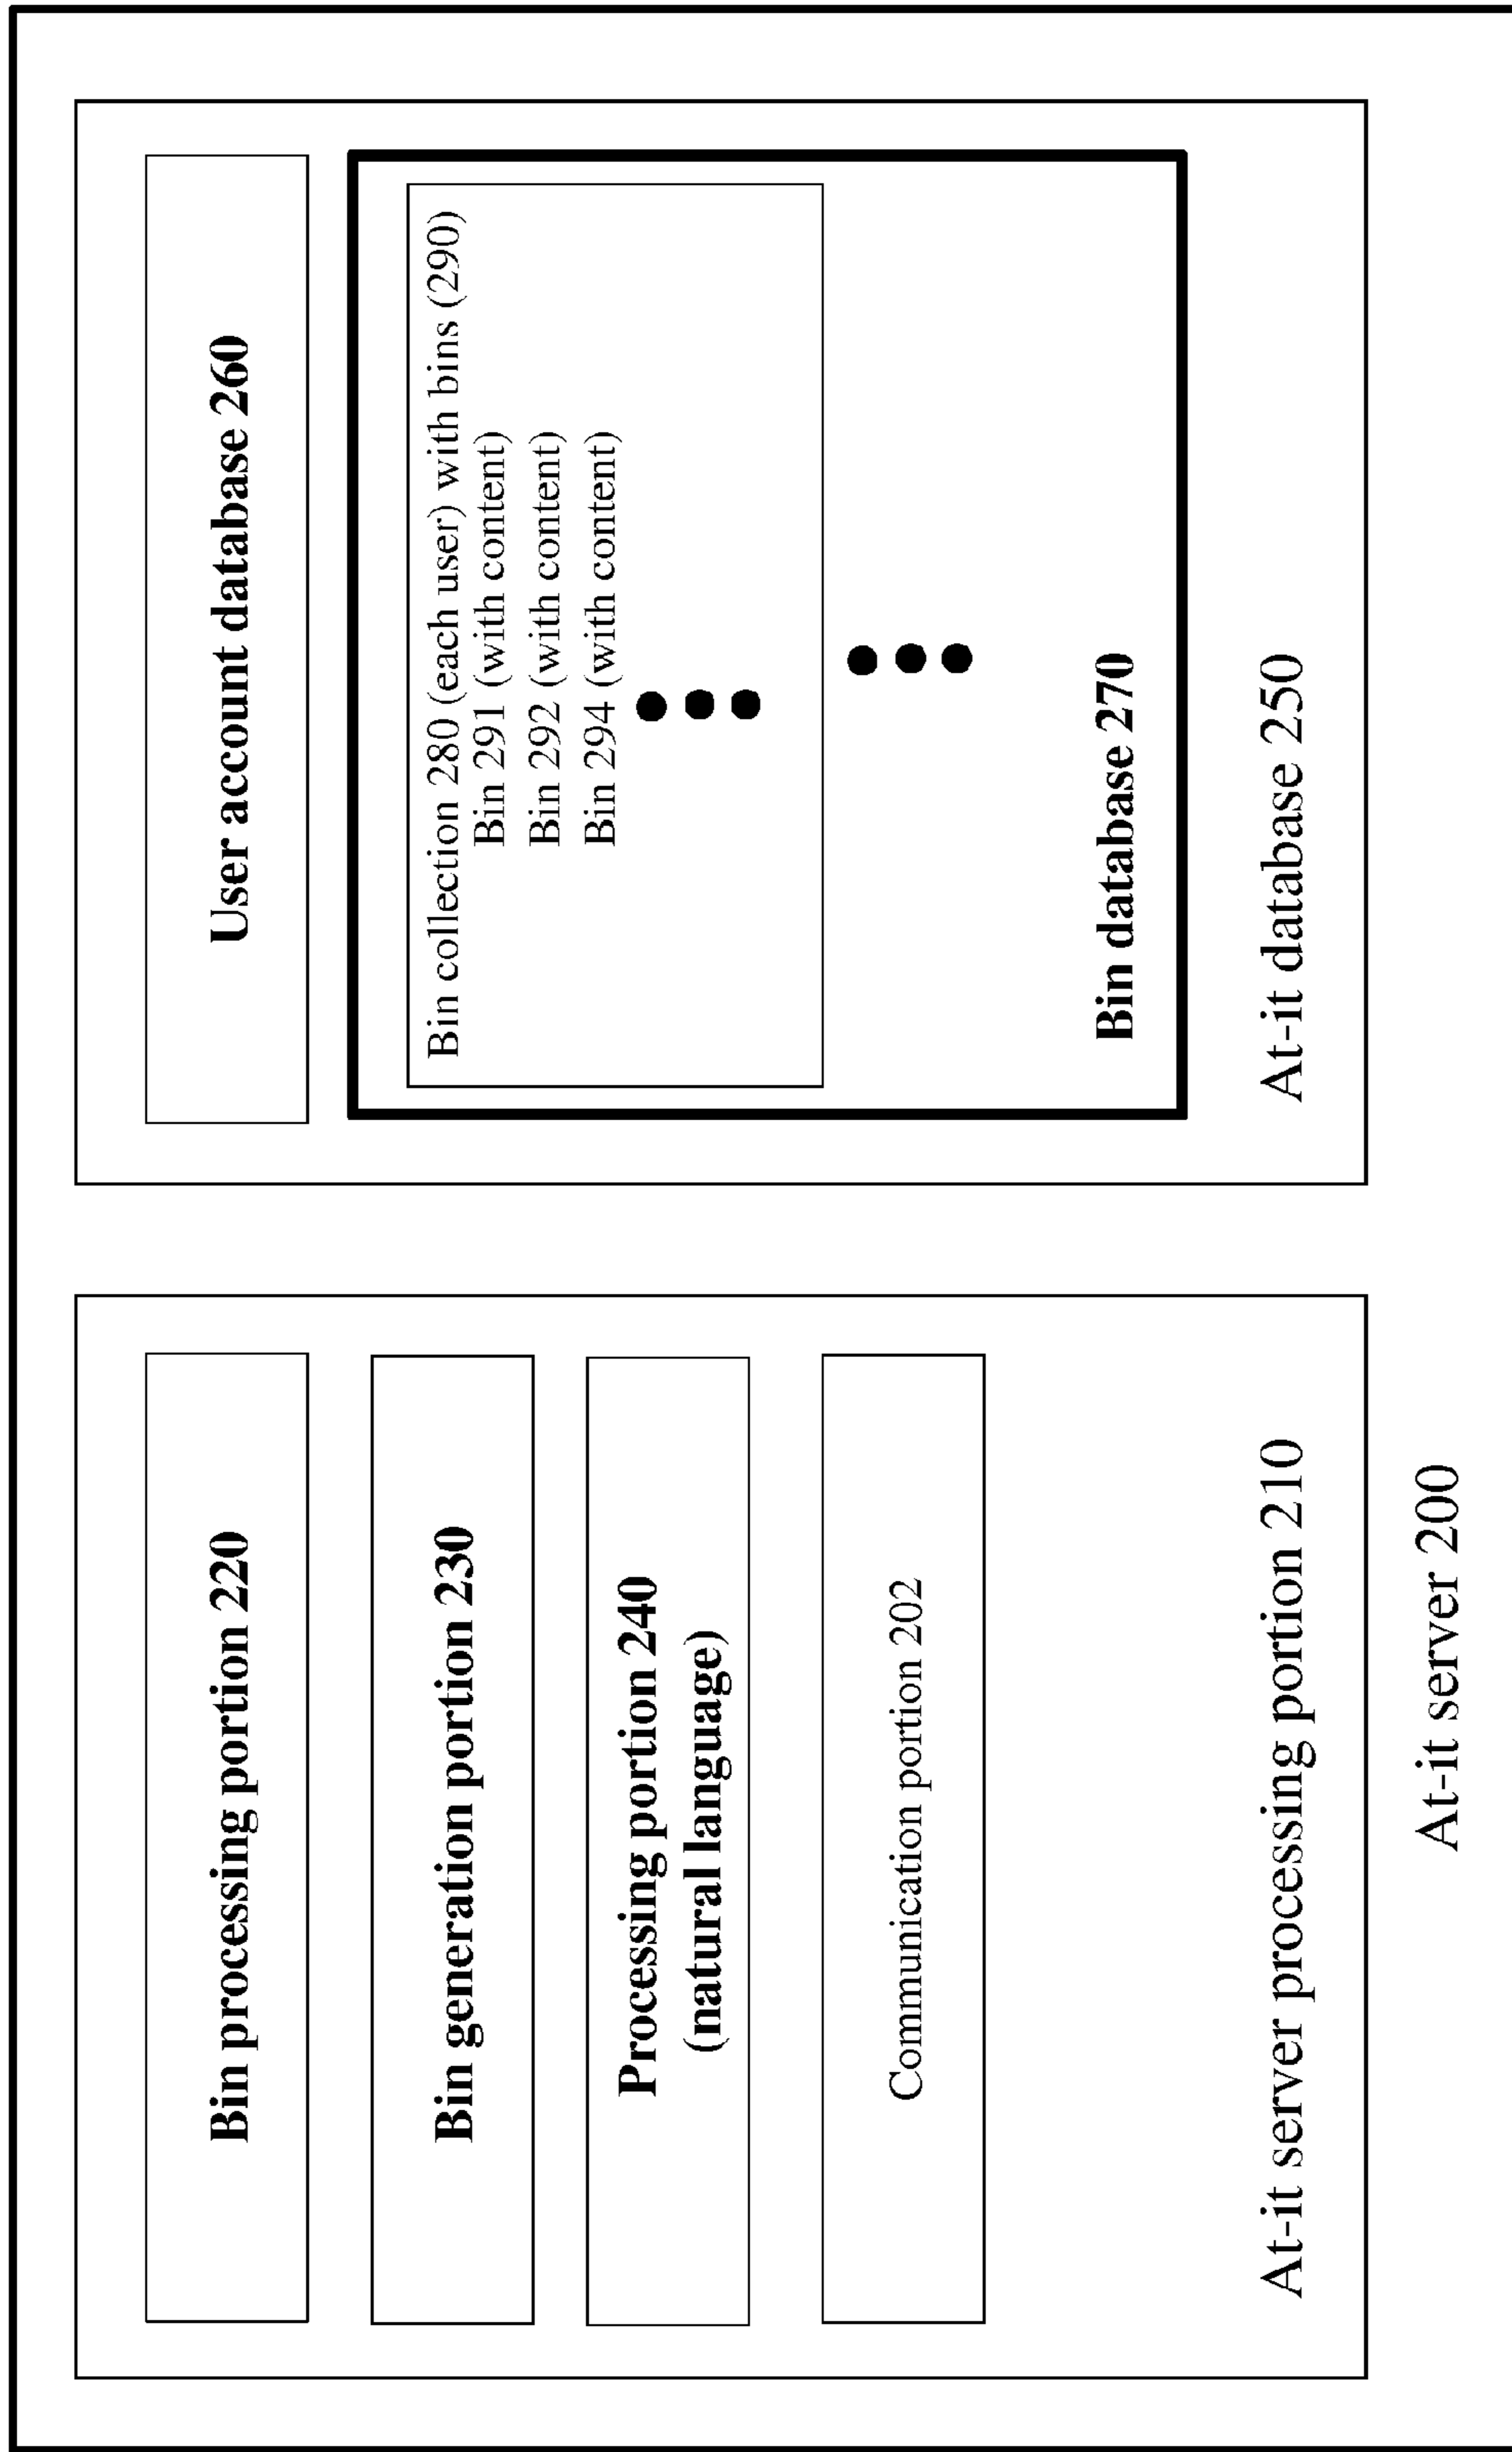 Bin processing portion 220
Bin generation portion 230
Processing portion 240
(natural language)
Communication portion 202
At-it server processing portion 210
User account database 260
Bin collection 280 (each user) with bins (290)
Bin 291 (with content)
Bin 292 (with content)
Bin 294 (with content)
Bin database 270
At-it database 250
At-it server 200